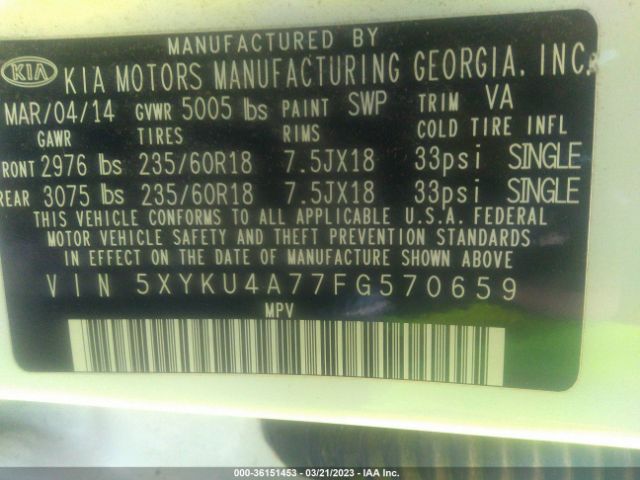 MANUFACTURED BY
KIA KIA MOTORS MANUFACTURING GEORGIA, INC.
MAR/04/14 GVWR 5005 lbs PAINT SWP TRIM VA
GAWR TIRES RIMS COLD TIRE INFL
FRONT 2976 lbs 235/60R18 7.5JX18 33psi SINGLE
REAR 3075 lbs 235/60R18 7.5JX18 33psi SINGLE
THIS VEHICLE CONFORMS TO ALL APPLICABLE U.S.A. FEDERAL
MOTOR VEHICLE SAFETY AND THEFT PREVENTION STANDARDS
IN EFFECT ON THE DATE OF MANUFACTURE SHOWN ABOVE
VIN 5XYKU4A77FG570659
MPV
000-36151453 - 03/21/2023 - IAA Inc.